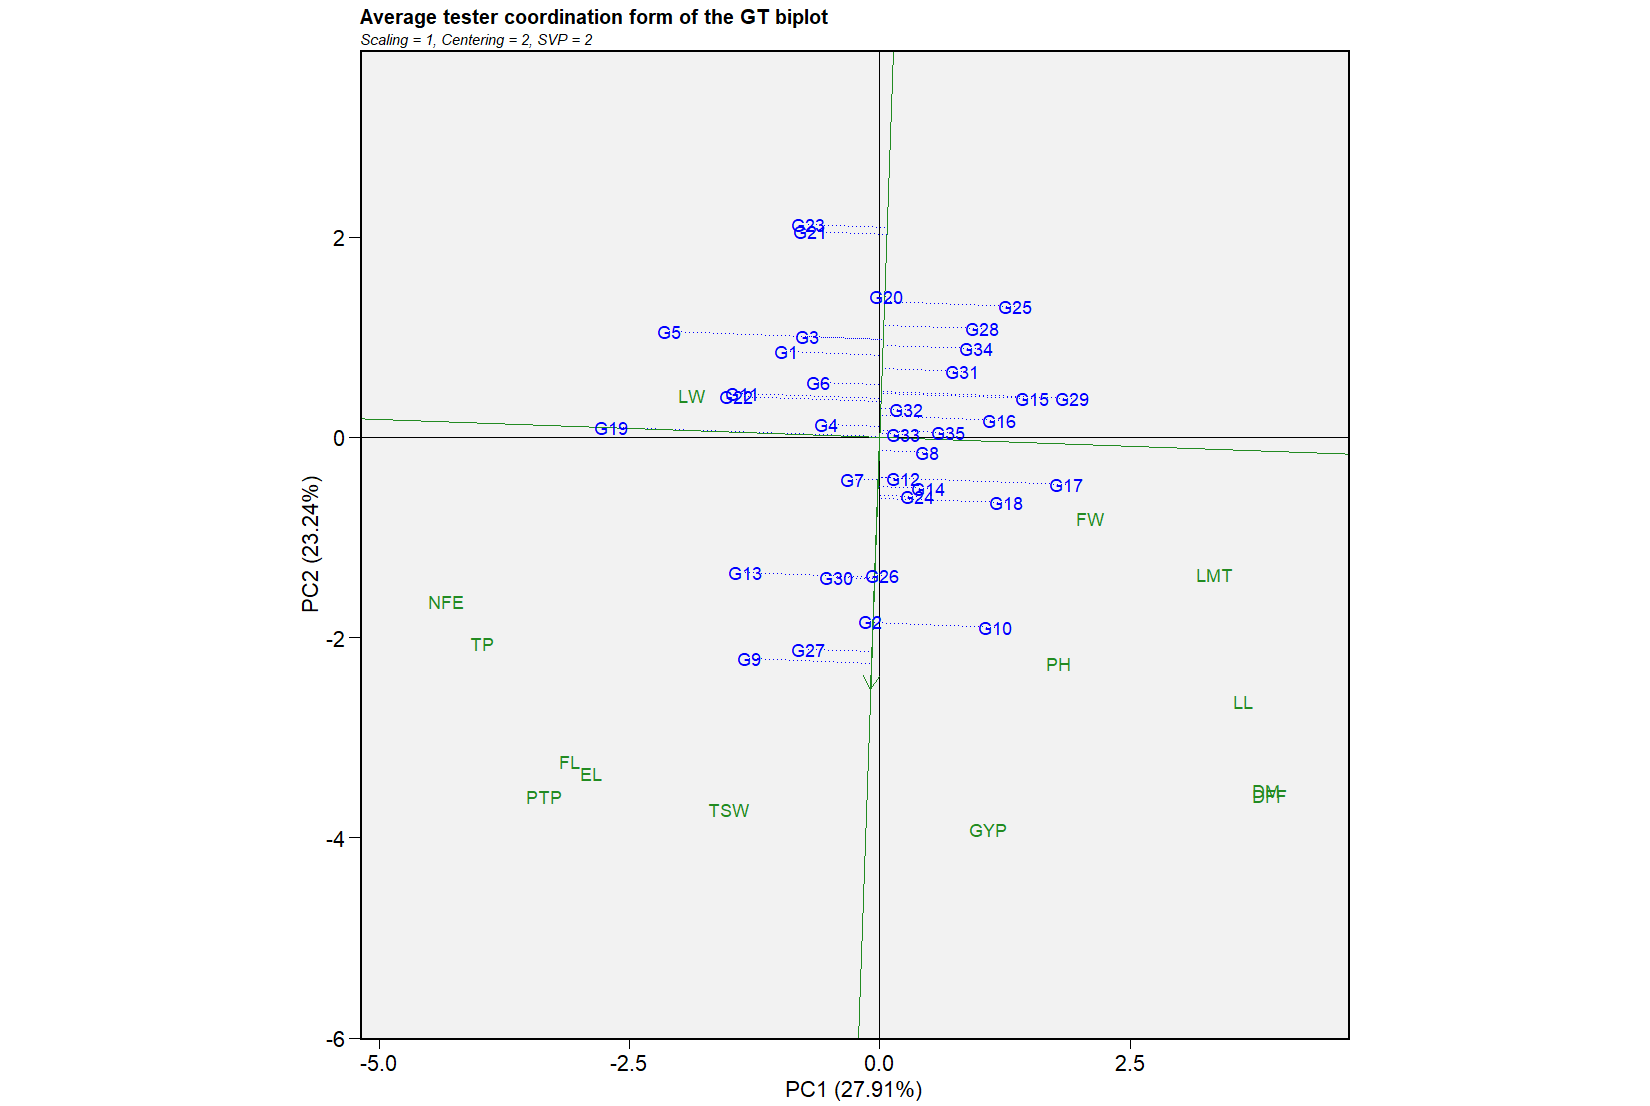 Average tester coordination form of the GT biplot
Scaling = 1, Centering = 2, SVP = 2
G23
G21
2
G20
G25
G28
G5
G3
G34
G1
G31
G6
LW
G11
G22
G15
G29
G32
G16
G19
G4
G33
G35
0
G8
G7
G12
G14
G17
G24
G18
FW
PC2 (23.24%)
G13
G30
G26
LMT
NFE
G2
G10
-2
TP
G27
G9
PH
LL
FL
EL
PTP
DM
DFF
TSW
GYP
-4
-6
-5.0
-2.5
0.0
2.5
PC1 (27.91%)